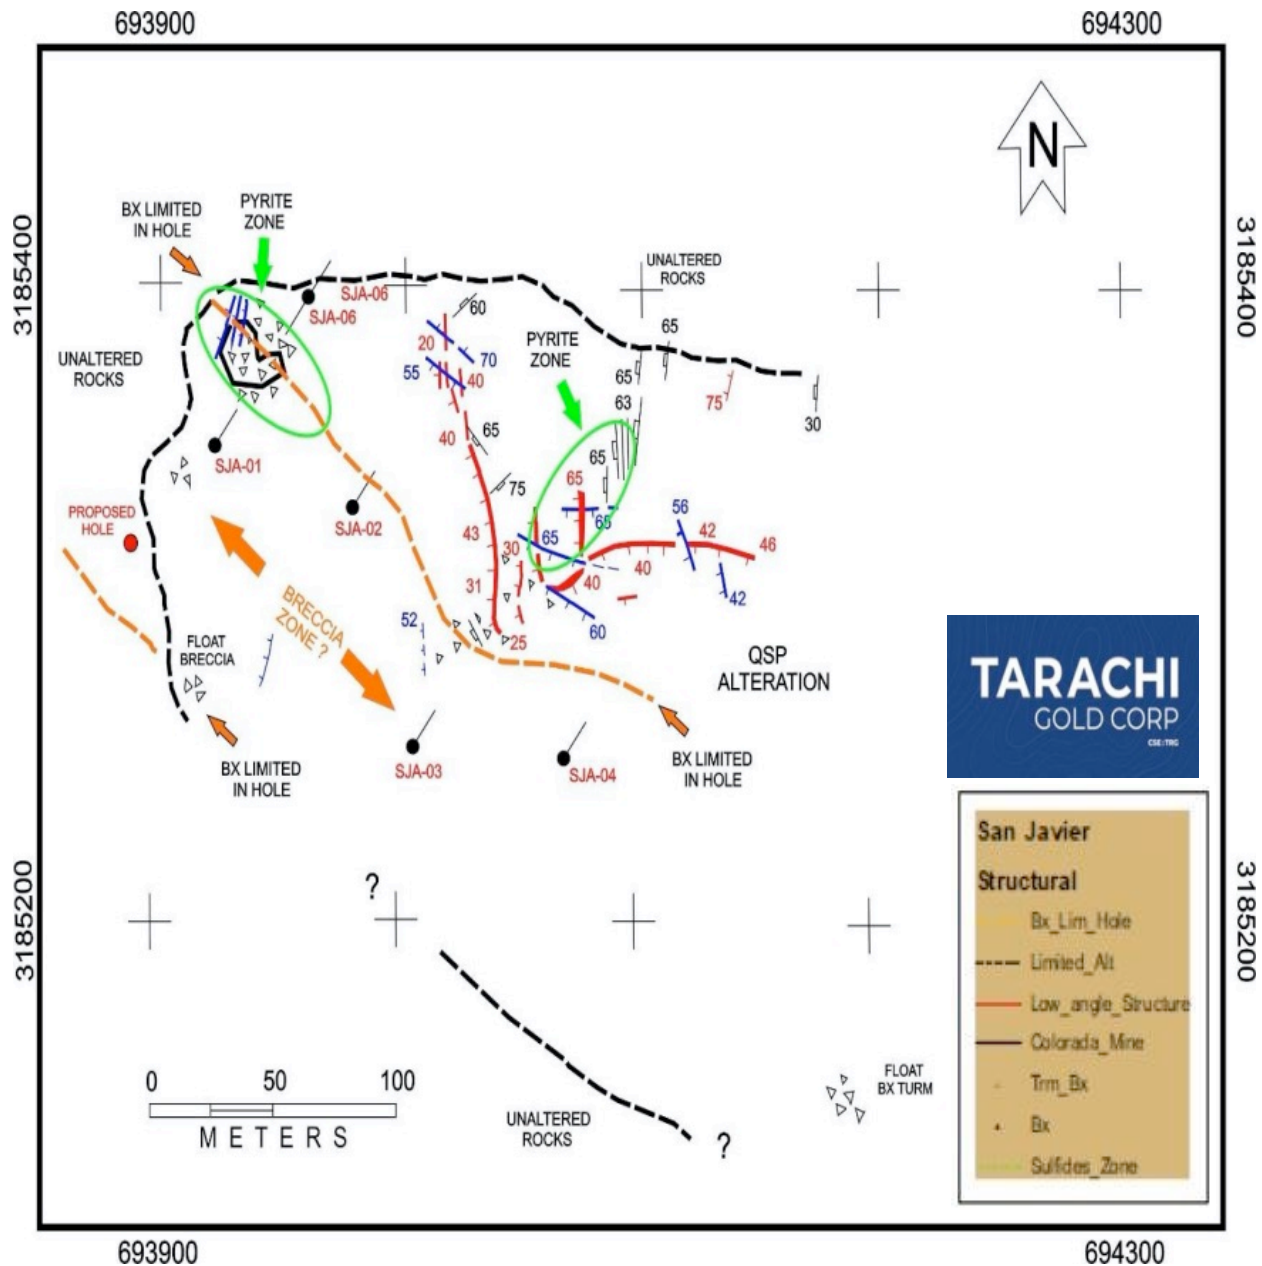 693900
694300
3185400
3185400
N
BX LIMITED
IN HOLE
PYRITE
ZONE
UNALTERED
ROCKS
SJA-06
SJA-06
60
65
20
70
PYRITE
ZONE
UNALTERED
ROCKS
55
40
65
75
63
30
40
65
SJA-01
65
65
75
PROPOSED
HOLE
SJA-02
56
65
43
30
65
42
46
40
31
40
42
BRECCIA
ZONE ?
52
60
FLOAT
BRECCIA
25
QSP
ALTERATION
TARACHI
GOLD CORP
CSE:TRG
BX LIMITED
IN HOLE
SJA-03
SJA-04
BX LIMITED
IN HOLE
San Javier
Structural
Bx_Lim_Hole
Limited_Alt
Low_angle_Structure
Colorada_Mine
Trm_Bx
Bx
Sulfides_Zone
3185200
3185200
?
0 50 100
METERS
UNALTERED
ROCKS
?
FLOAT
BX TURM
693900
694300